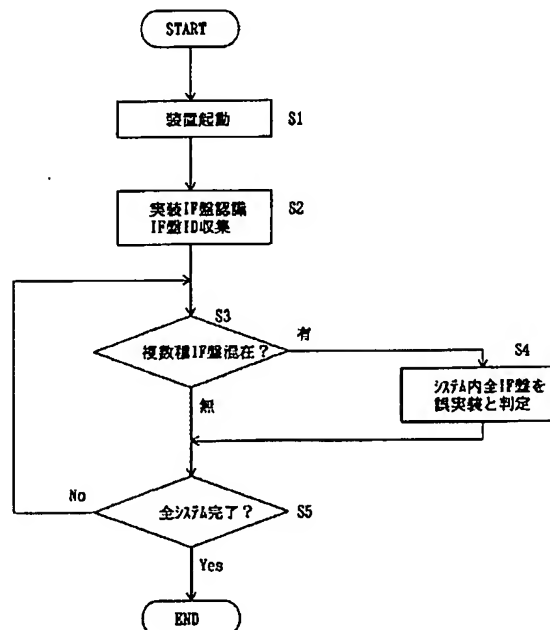 START
装置起動
S1
実装IF盤認識
IF盤ID収集
S2
S3
複数種IF盤混在？
有
S4
システム内全IF盤を
誤実装と判定
無
No
全システム完了？
S5
Yes
END